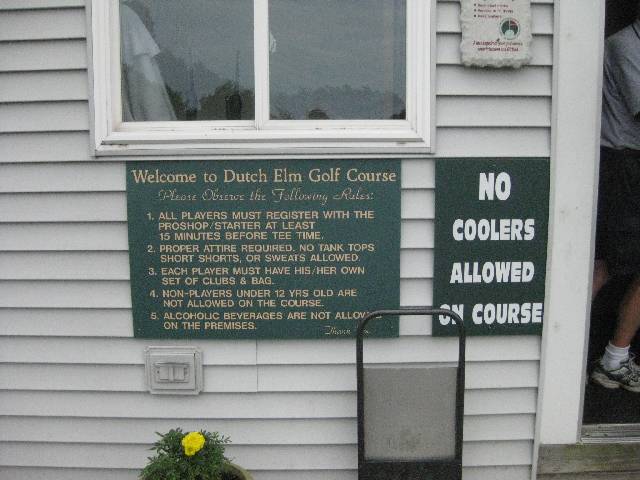 Welcome to Dutch Elm Golf Course
Please Observe the Following Rules:
1. ALL PLAYERS MUST REGISTER WITH THE
PROSHOP/STARTER AT LEAST
15 MINUTES BEFORE TEE TIME.
2. PROPER ATTIRE REQUIRED. NO TANK TOPS
SHORT SHORTS, OR SWEATS ALLOWED.
3. EACH PLAYER MUST HAVE HIS/HER OWN
SET OF CLUBS & BAG.
4. NON-PLAYERS UNDER 12 YRS OLD ARE
NOT ALLOWED ON THE COURSE.
5. ALCOHOLIC BEVERAGES ARE NOT ALLOW
ON THE PREMISES.
Thank
NO
COOLERS
ALLOWED
ON COURSE